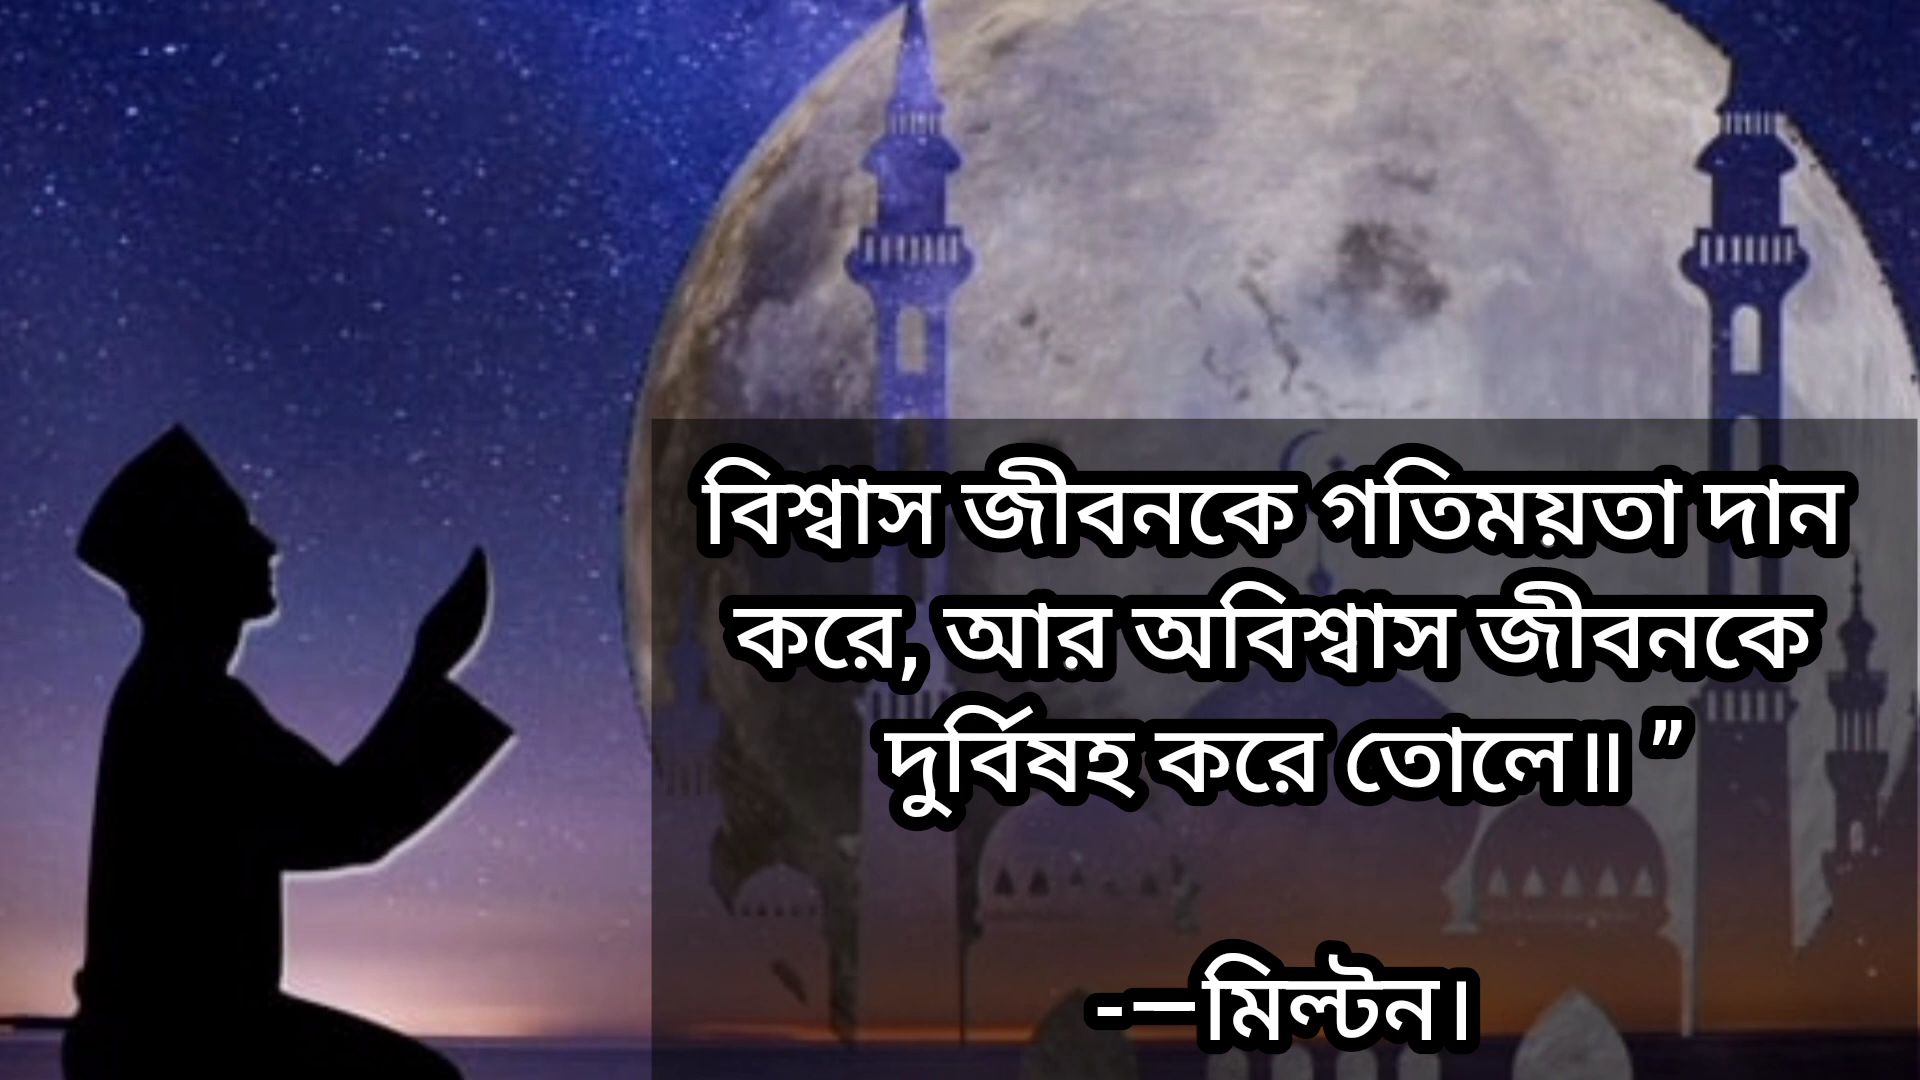 বিশ্বাস জীবনকে গতিময়তা দান
করে, আর অবিশ্বাস জীবনকে
দুর্বিষহ করে তোলে॥ ”
-—মিল্টন।